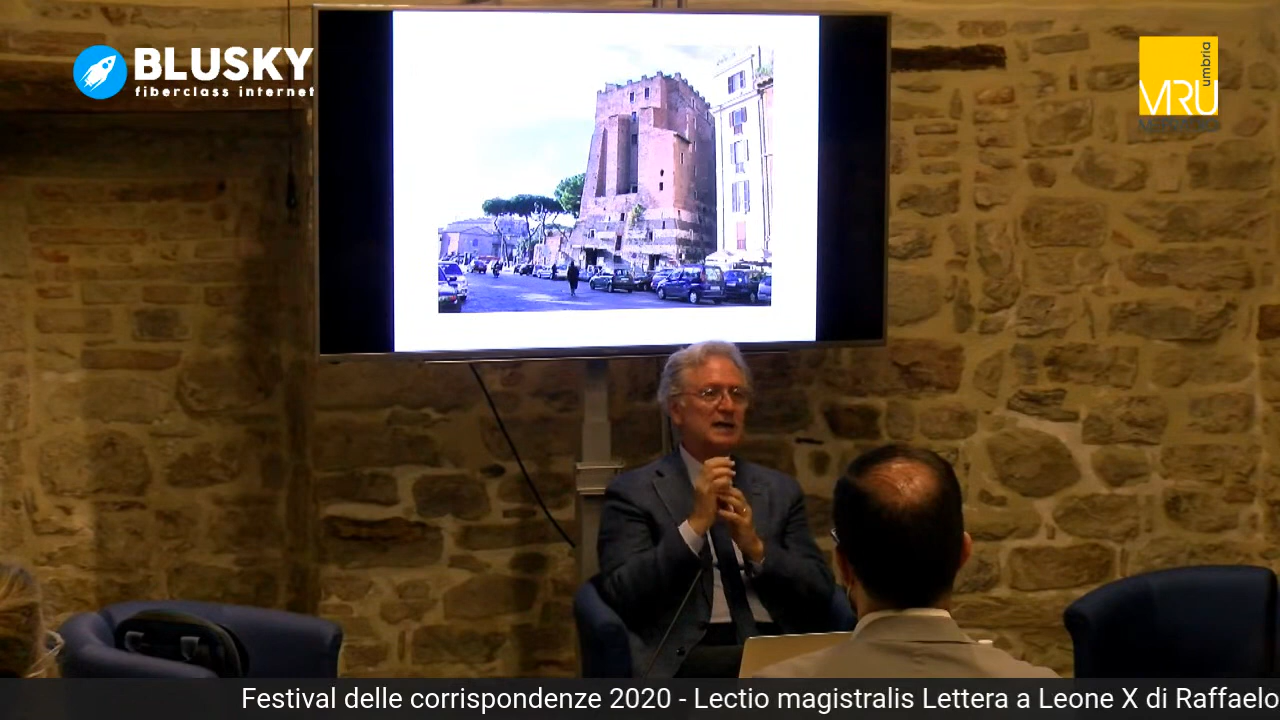 BLUSKY
fiberclass internet
umbria
MRU
Festival delle corrispondenze 2020 - Lectio magistralis Lettera a Leone X di Raffaelo